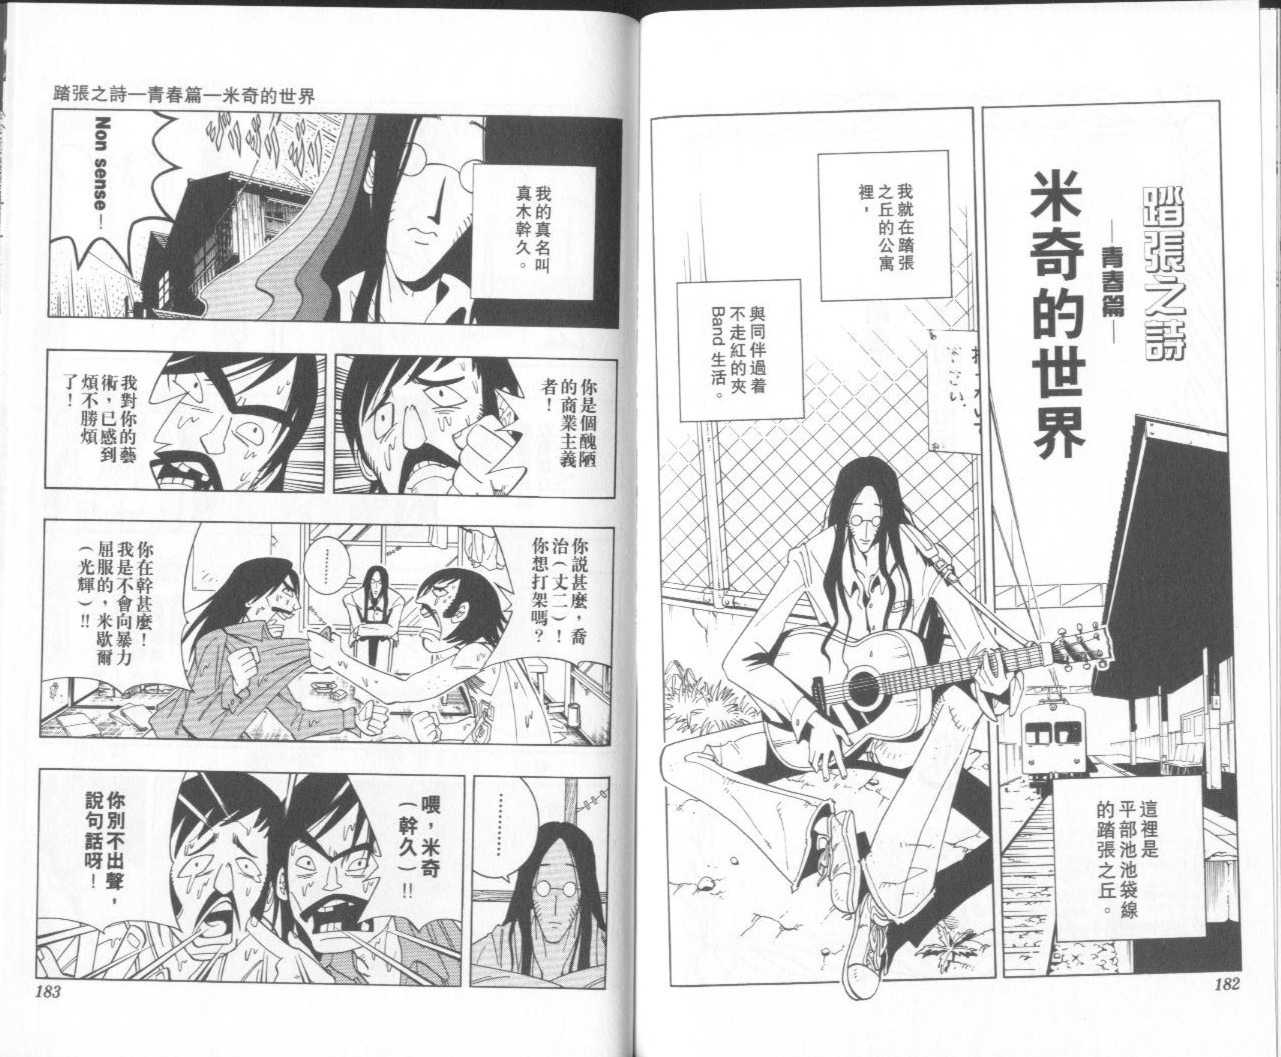 踏張之詩
—青春篇—
米奇的世界
這裡是
平部池池袋線
的踏張之丘。
我就在踏張
之丘的公寓
裡，
與同伴過着
不走紅的夾
Band 生活。
182
踏張之詩—青春篇—米奇的世界
我的真名叫
真木幹久。
Non sense！
你是個醜陋
的商業主義
者！
我對你的藝
術，已感到
煩不勝煩
了！
你說甚麼，喬
治（丈二）！
你想打架嗎？
…………
你在幹甚麼！
我是不會向暴力
屈服的，米歇爾
（光輝）!!
…………
喂，米奇
（幹久）!!
你別不出聲，
說句話呀！
183